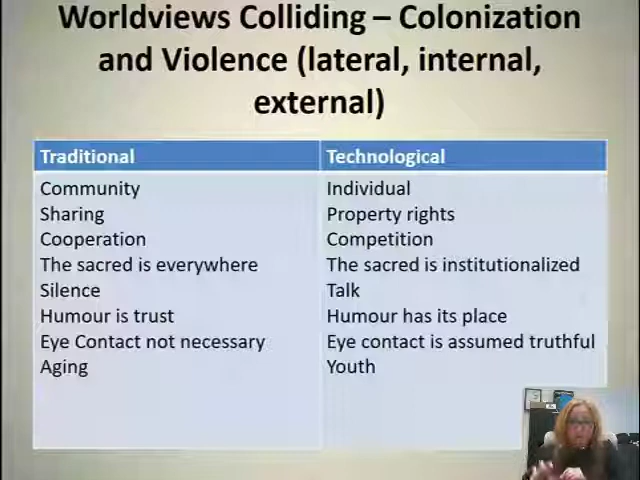 Worldviews Colliding – Colonization
and Violence (lateral, internal,
external)
Traditional Technological
Community Individual
Sharing Property rights
Cooperation Competition
The sacred is everywhere The sacred is institutionalized
Silence Talk
Humour is trust Humour has its place
Eye Contact not necessary Eye contact is assumed truthful
Aging Youth